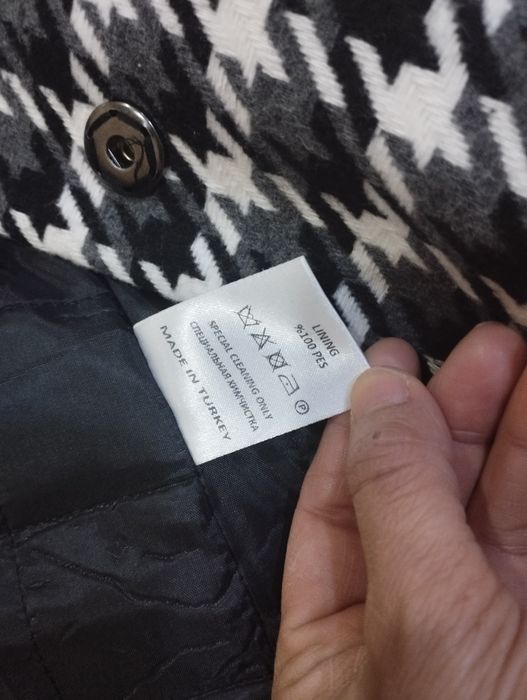 LINING
%100 PES
P
SPECIAL CLEANING ONLY
СПЕЦИАЛЬНАЯ ХИМЧИСТКА
MADE IN TURKEY